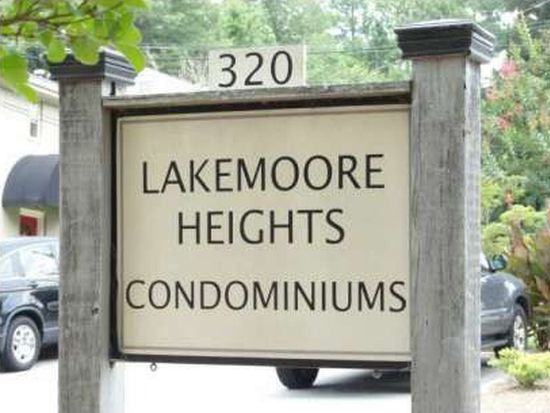 320
LAKEMOORE
HEIGHTS
CONDOMINIUMS